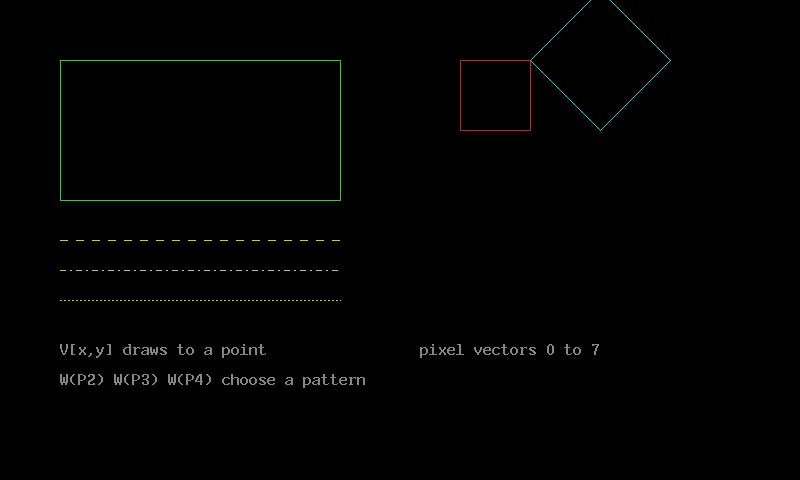 V[x,y] draws to a point
pixel vectors 0 to 7
W(P2) W(P3) W(P4) choose a pattern